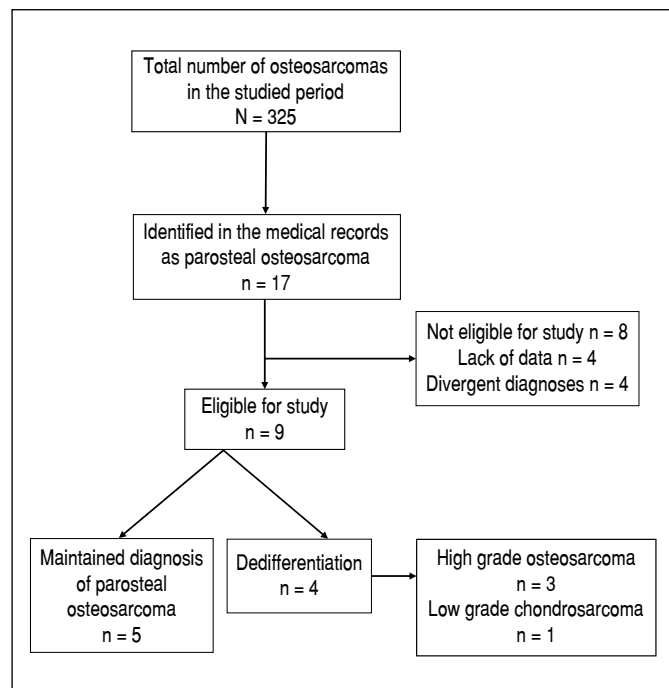 Total number of osteosarcomas
in the studied period
N = 325
Identified in the medical records
as parosteal osteosarcoma
n = 17
Not eligible for study n = 8
Lack of data n = 4
Divergent diagnoses n = 4
Eligible for study
n = 9
Maintained diagnosis
of parosteal
osteosarcoma
n = 5
Dedifferentiation
n = 4
High grade osteosarcoma
n = 3
Low grade chondrosarcoma
n = 1